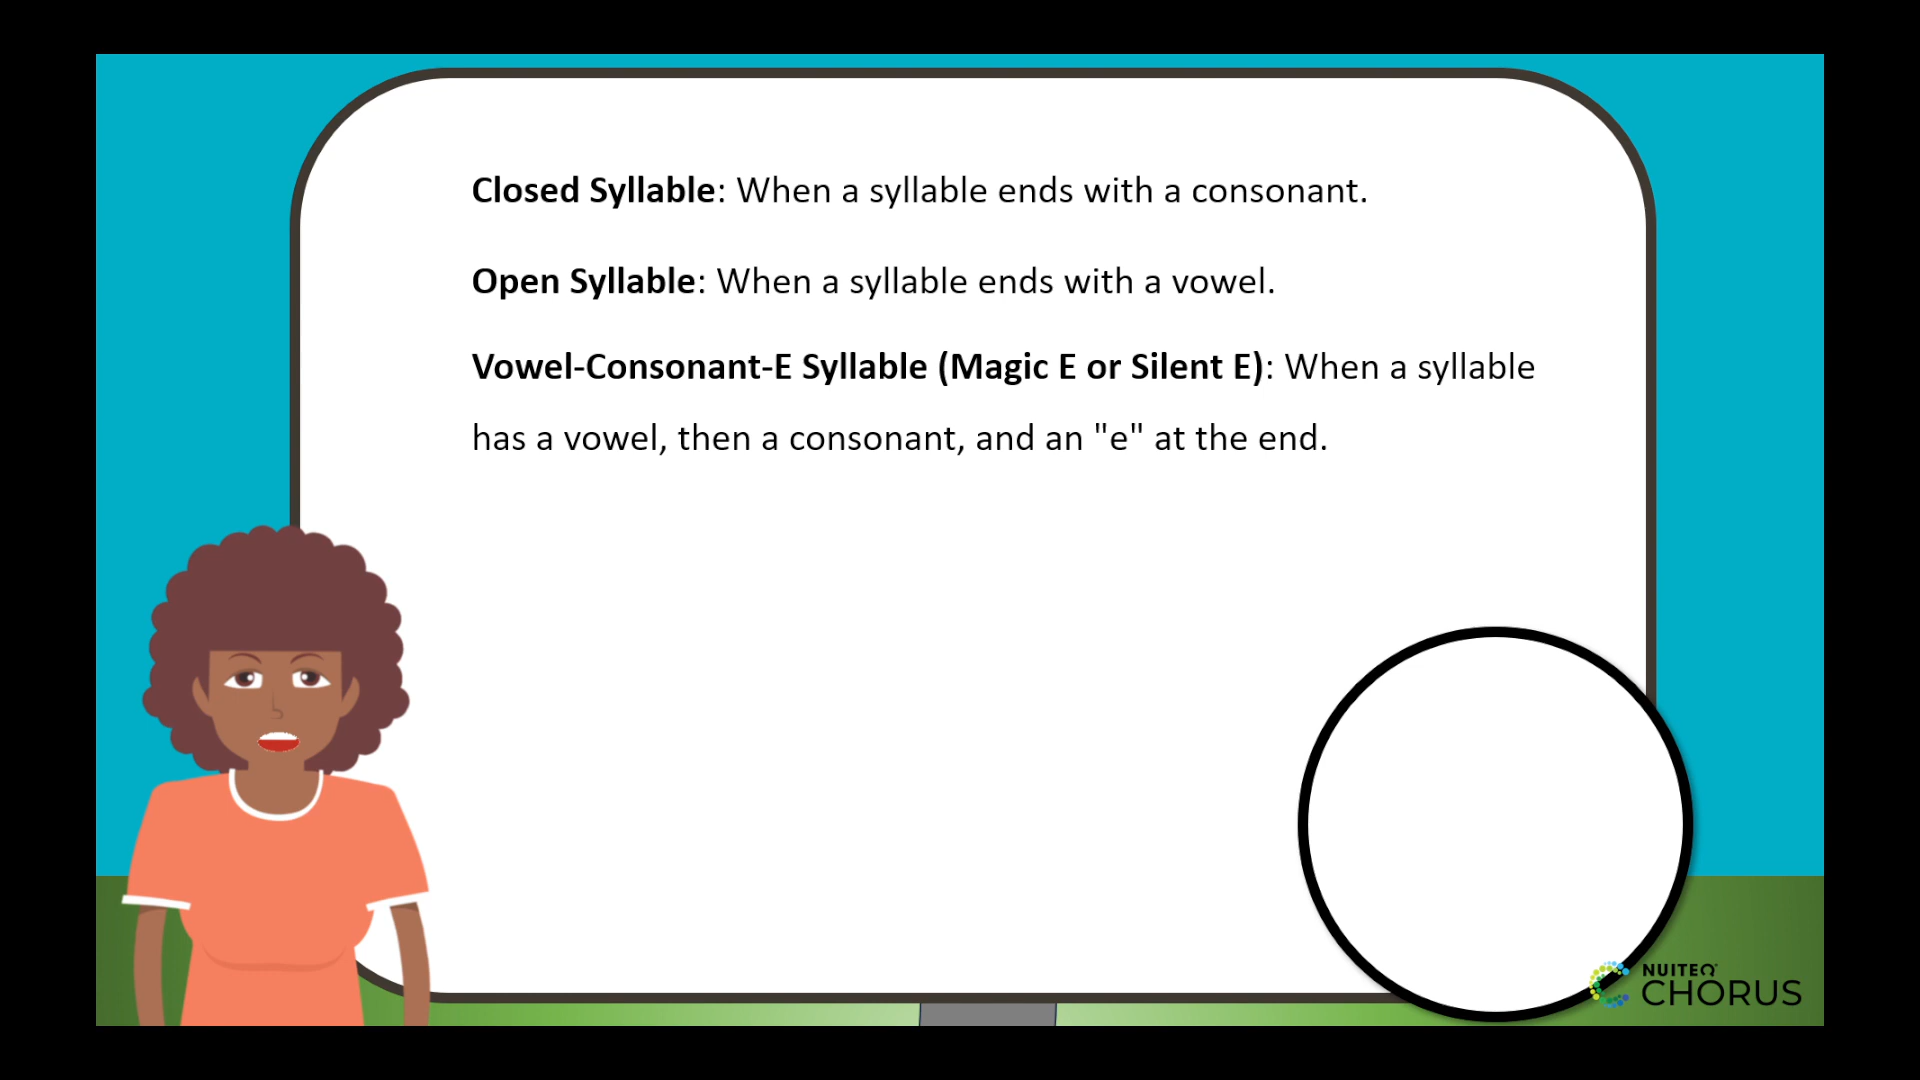 Closed Syllable: When a syllable ends with a consonant.
Open Syllable: When a syllable ends with a vowel.
Vowel-Consonant-E Syllable (Magic E or Silent E): When a syllable
has a vowel, then a consonant, and an "e" at the end.
NUITEQ
CHORUS